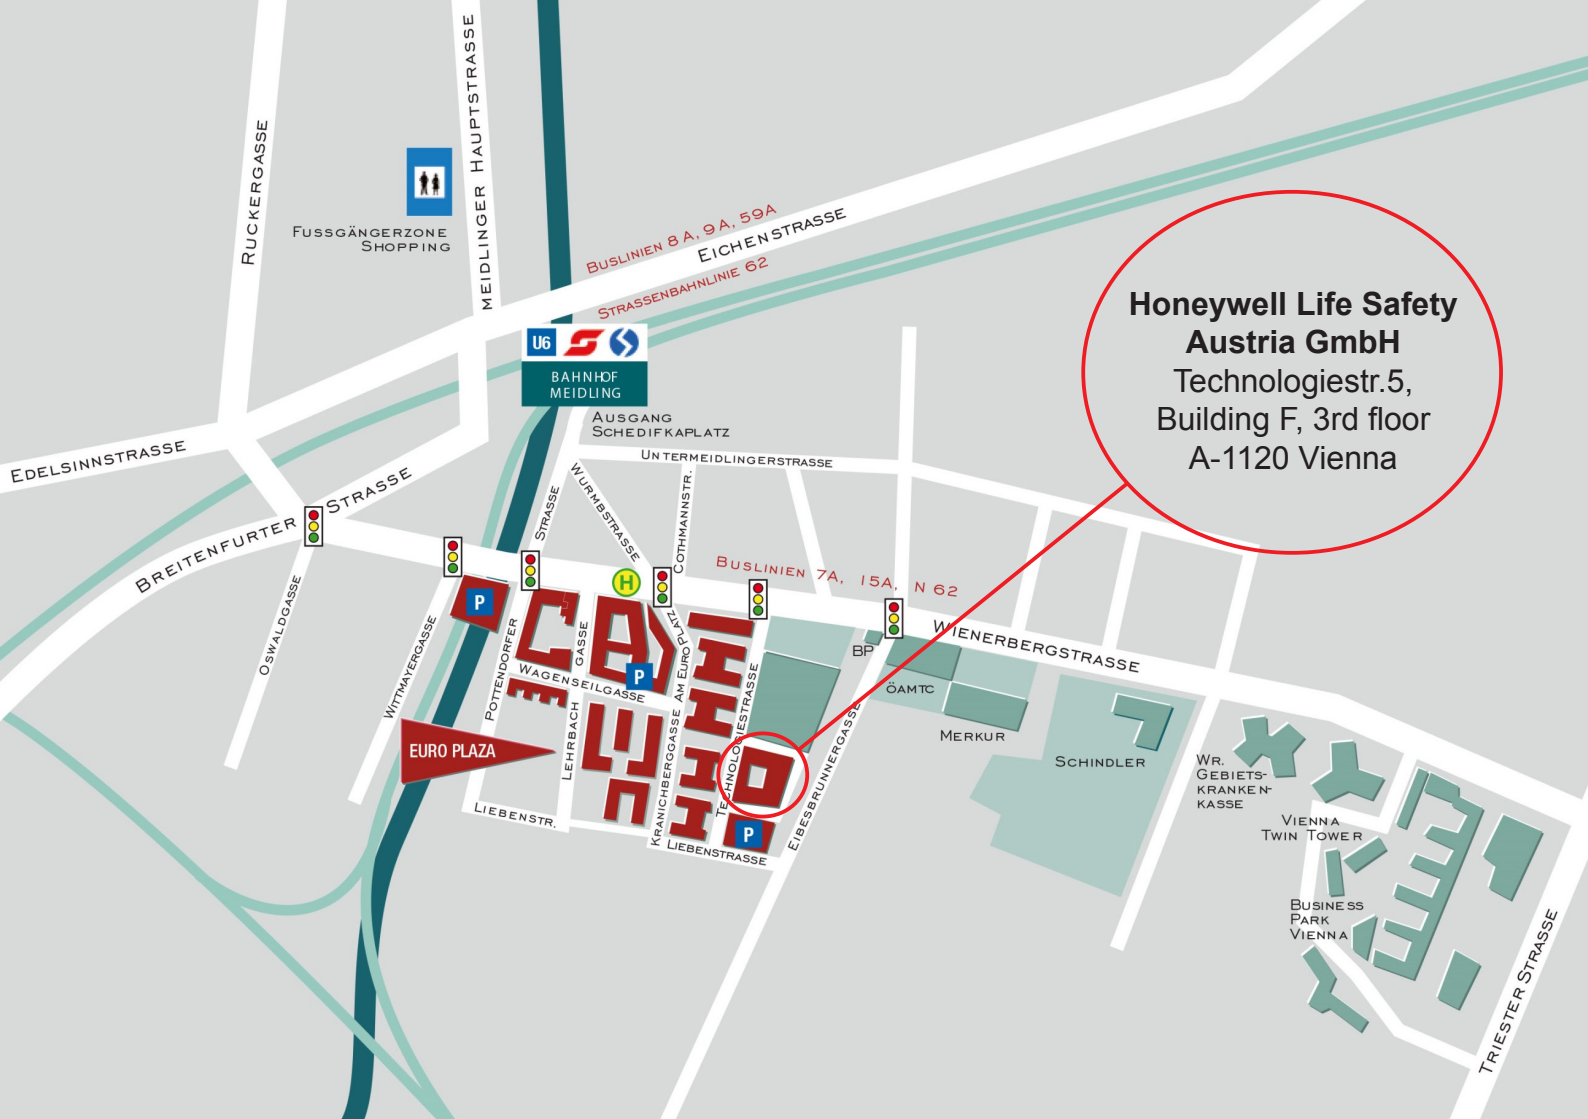 RUCKERGASSE
MEIDLINGER HAUPTSTRASSE
FUSSGÄNGERZONE
SHOPPING
BUSLINIEN 8A, 9A, 59A
EICHENSTRASSE
STRASSENBAHNLINIE 62
Honeywell Life Safety
Austria GmbH
Technologiestr.5,
Building F, 3rd floor
A-1120 Vienna
U6
BAHNHOF
MEIDLING
AUSGANG
SCHEDIFKAPLATZ
EDELSINNSTRASSE
BREITENFURTER STRASSE
UNTERMEIDLINGERSTRASSE
WURMBSTRASSE
COTHMANNSTR.
OSWALDGASSE
WITTMAYERGASSE
POTTENDORFER STRASSE
H
BUSLINIEN 7A, 15A, N 62
WIENERBERGSTRASSE
P
LEHRBACH GASSE
WAGENSEILGASSE
P
AM EURO PLATZ
KRANICHBERGGASSE
TECHNOLOGIESTRASSE
EIBESBRUNNERGASSE
BP
ÖAMTC
MERKUR
SCHINDLER
EURO PLAZA
LIEBENSTR.
LIEBENSTRASSE
P
WR.
GEBIETS-
KRANKEN-
KASSE
VIENNA
TWIN TOWER
BUSINESS
PARK
VIENNA
TRIESTER STRASSE